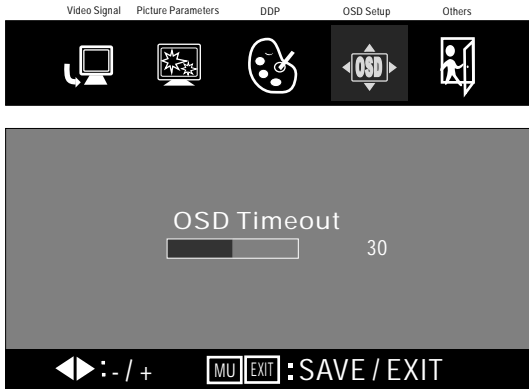 Video Signal Picture Parameters DDP OSD Setup Others
OSD
OSD Timeout
30
: - / + MU EXIT : SAVE / EXIT